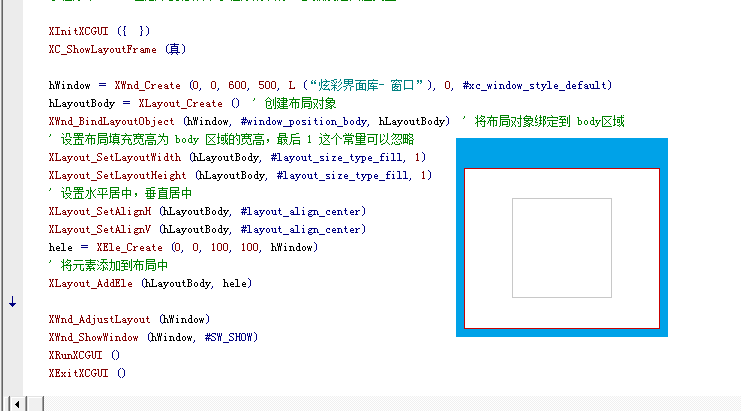 XInitXCGUI ({  })
XC_ShowLayoutFrame (真)
hWindow = XWnd_Create (0, 0, 600, 500, L (“炫彩界面库- 窗口”), 0, #xc_window_style_default)
hLayoutBody = XLayout_Create ()  ' 创建布局对象
XWnd_BindLayoutObject (hWindow, #window_position_body, hLayoutBody)  ' 将布局对象绑定到 body区域
' 设置布局填充宽高为 body 区域的宽高，最后 1 这个常量可以忽略
XLayout_SetLayoutWidth (hLayoutBody, #layout_size_type_fill, 1)
XLayout_SetLayoutHeight (hLayoutBody, #layout_size_type_fill, 1)
' 设置水平居中，垂直居中
XLayout_SetAlignH (hLayoutBody, #layout_align_center)
XLayout_SetAlignV (hLayoutBody, #layout_align_center)
hele = XEle_Create (0, 0, 100, 100, hWindow)
' 将元素添加到布局中
XLayout_AddEle (hLayoutBody, hele)
XWnd_AdjustLayout (hWindow)
XWnd_ShowWindow (hWindow, #SW_SHOW)
XRunXCGUI ()
XExitXCGUI ()